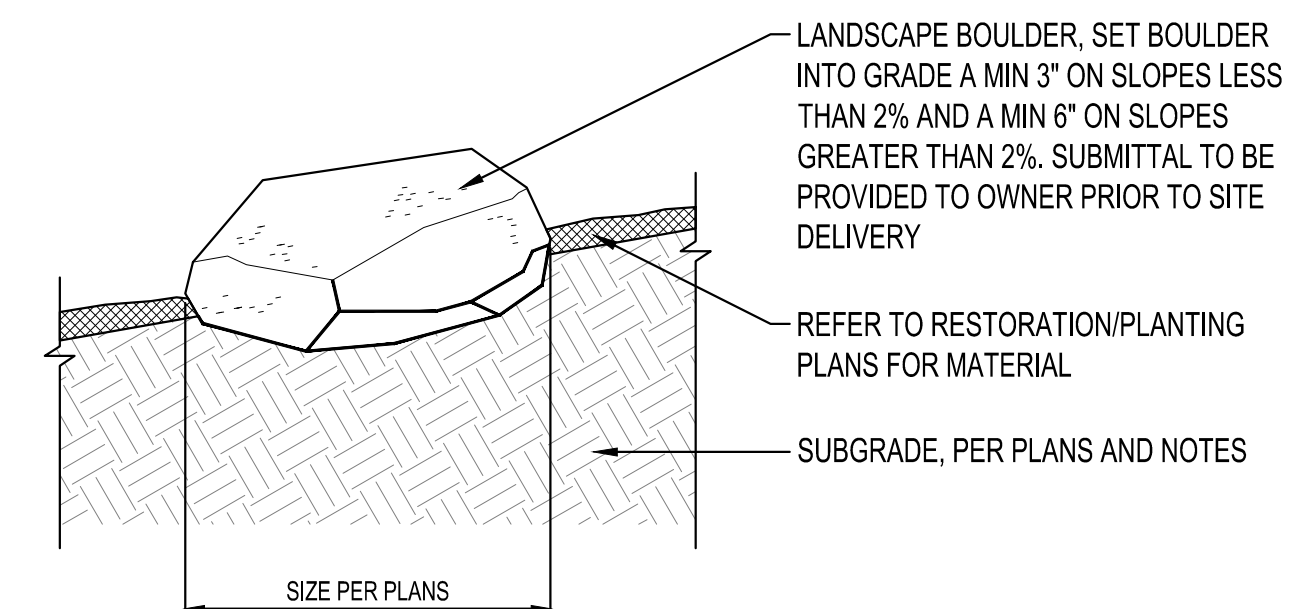 LANDSCAPE BOULDER, SET BOULDER
INTO GRADE A MIN 3" ON SLOPES LESS
THAN 2% AND A MIN 6" ON SLOPES
GREATER THAN 2%. SUBMITTAL TO BE
PROVIDED TO OWNER PRIOR TO SITE
DELIVERY
REFER TO RESTORATION/PLANTING
PLANS FOR MATERIAL
SUBGRADE, PER PLANS AND NOTES
SIZE PER PLANS